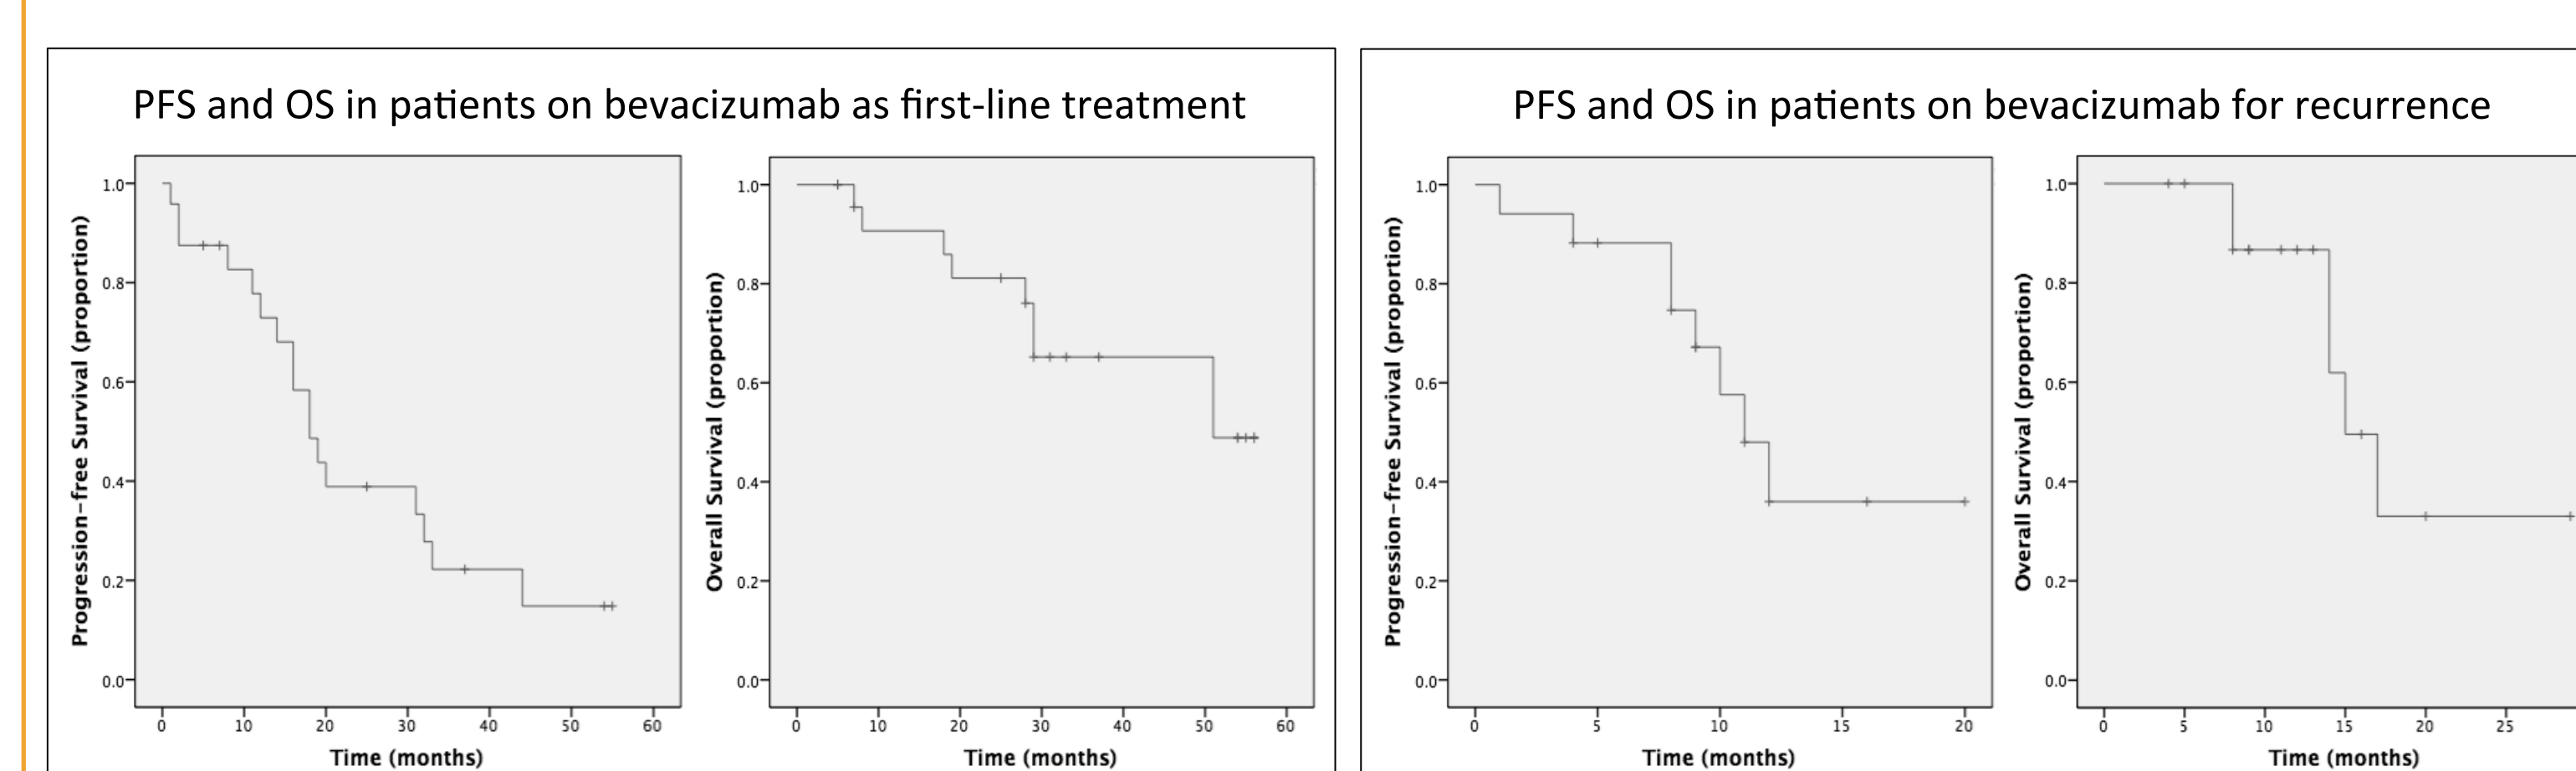 PFS and OS in patients on bevacizumab as first-line treatment
Progression-free Survival (proportion)
1.0
0.8
0.6
0.4
0.2
0.0
0 10 20 30 40 50 60
Time (months)
Overall Survival (proportion)
1.0
0.8
0.6
0.4
0.2
0.0
0 10 20 30 40 50 60
Time (months)
PFS and OS in patients on bevacizumab for recurrence
Progression-free Survival (proportion)
1.0
0.8
0.6
0.4
0.2
0.0
0 5 10 15 20
Time (months)
Overall Survival (proportion)
1.0
0.8
0.6
0.4
0.2
0.0
0 5 10 15 20 25
Time (months)